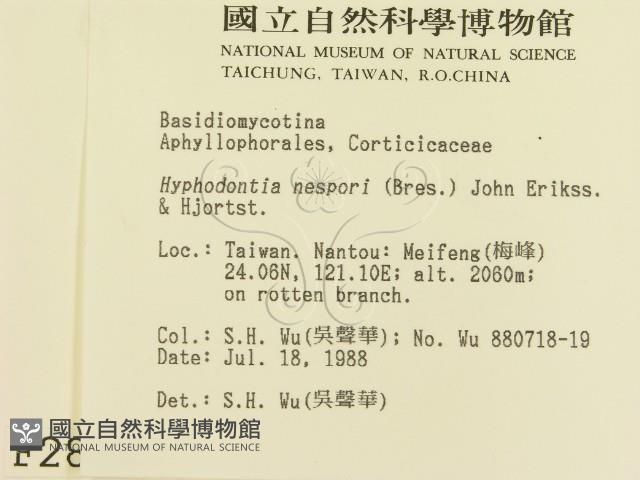 國立自然科學博物館
NATIONAL MUSEUM OF NATURAL SCIENCE
TAICHUNG, TAIWAN, R.O.CHINA
Basidiomycotina
Aphyllophorales, Corticicaceae
Hyphodontia nespori (Bres.) John Erikss.
& Hjortst.
Loc.: Taiwan. Nantou: Meifeng(梅峰)
24.06N, 121.10E; alt. 2060m;
on rotten branch.
Col.: S.H. Wu(吳聲華); No. Wu 880718-19
Date: Jul. 18, 1988
Det.: S.H. Wu(吳聲華)
國立自然科學博物館
NATIONAL MUSEUM OF NATURAL SCIENCE